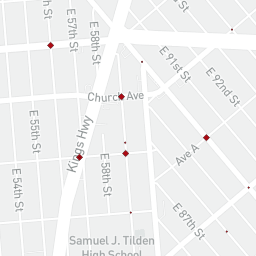 E 57th St
E 58th St
E 91st St
E 92nd St
Church Ave
E 55th St
Kings Hwy
Ave A
E 54th St
E 58th St
E 87th St
Samuel J. Tilden
High School